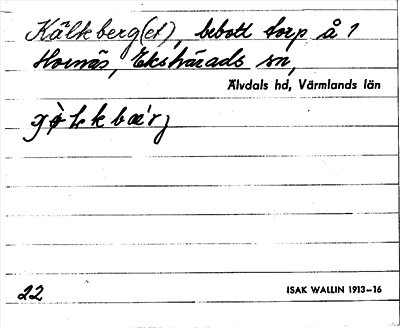 Kälkberg(et), bebott torp å 1
Hornäs, Ekshärads sn,
Älvdals hd, Värmlands län
22
ISAK WALLIN 1913–16